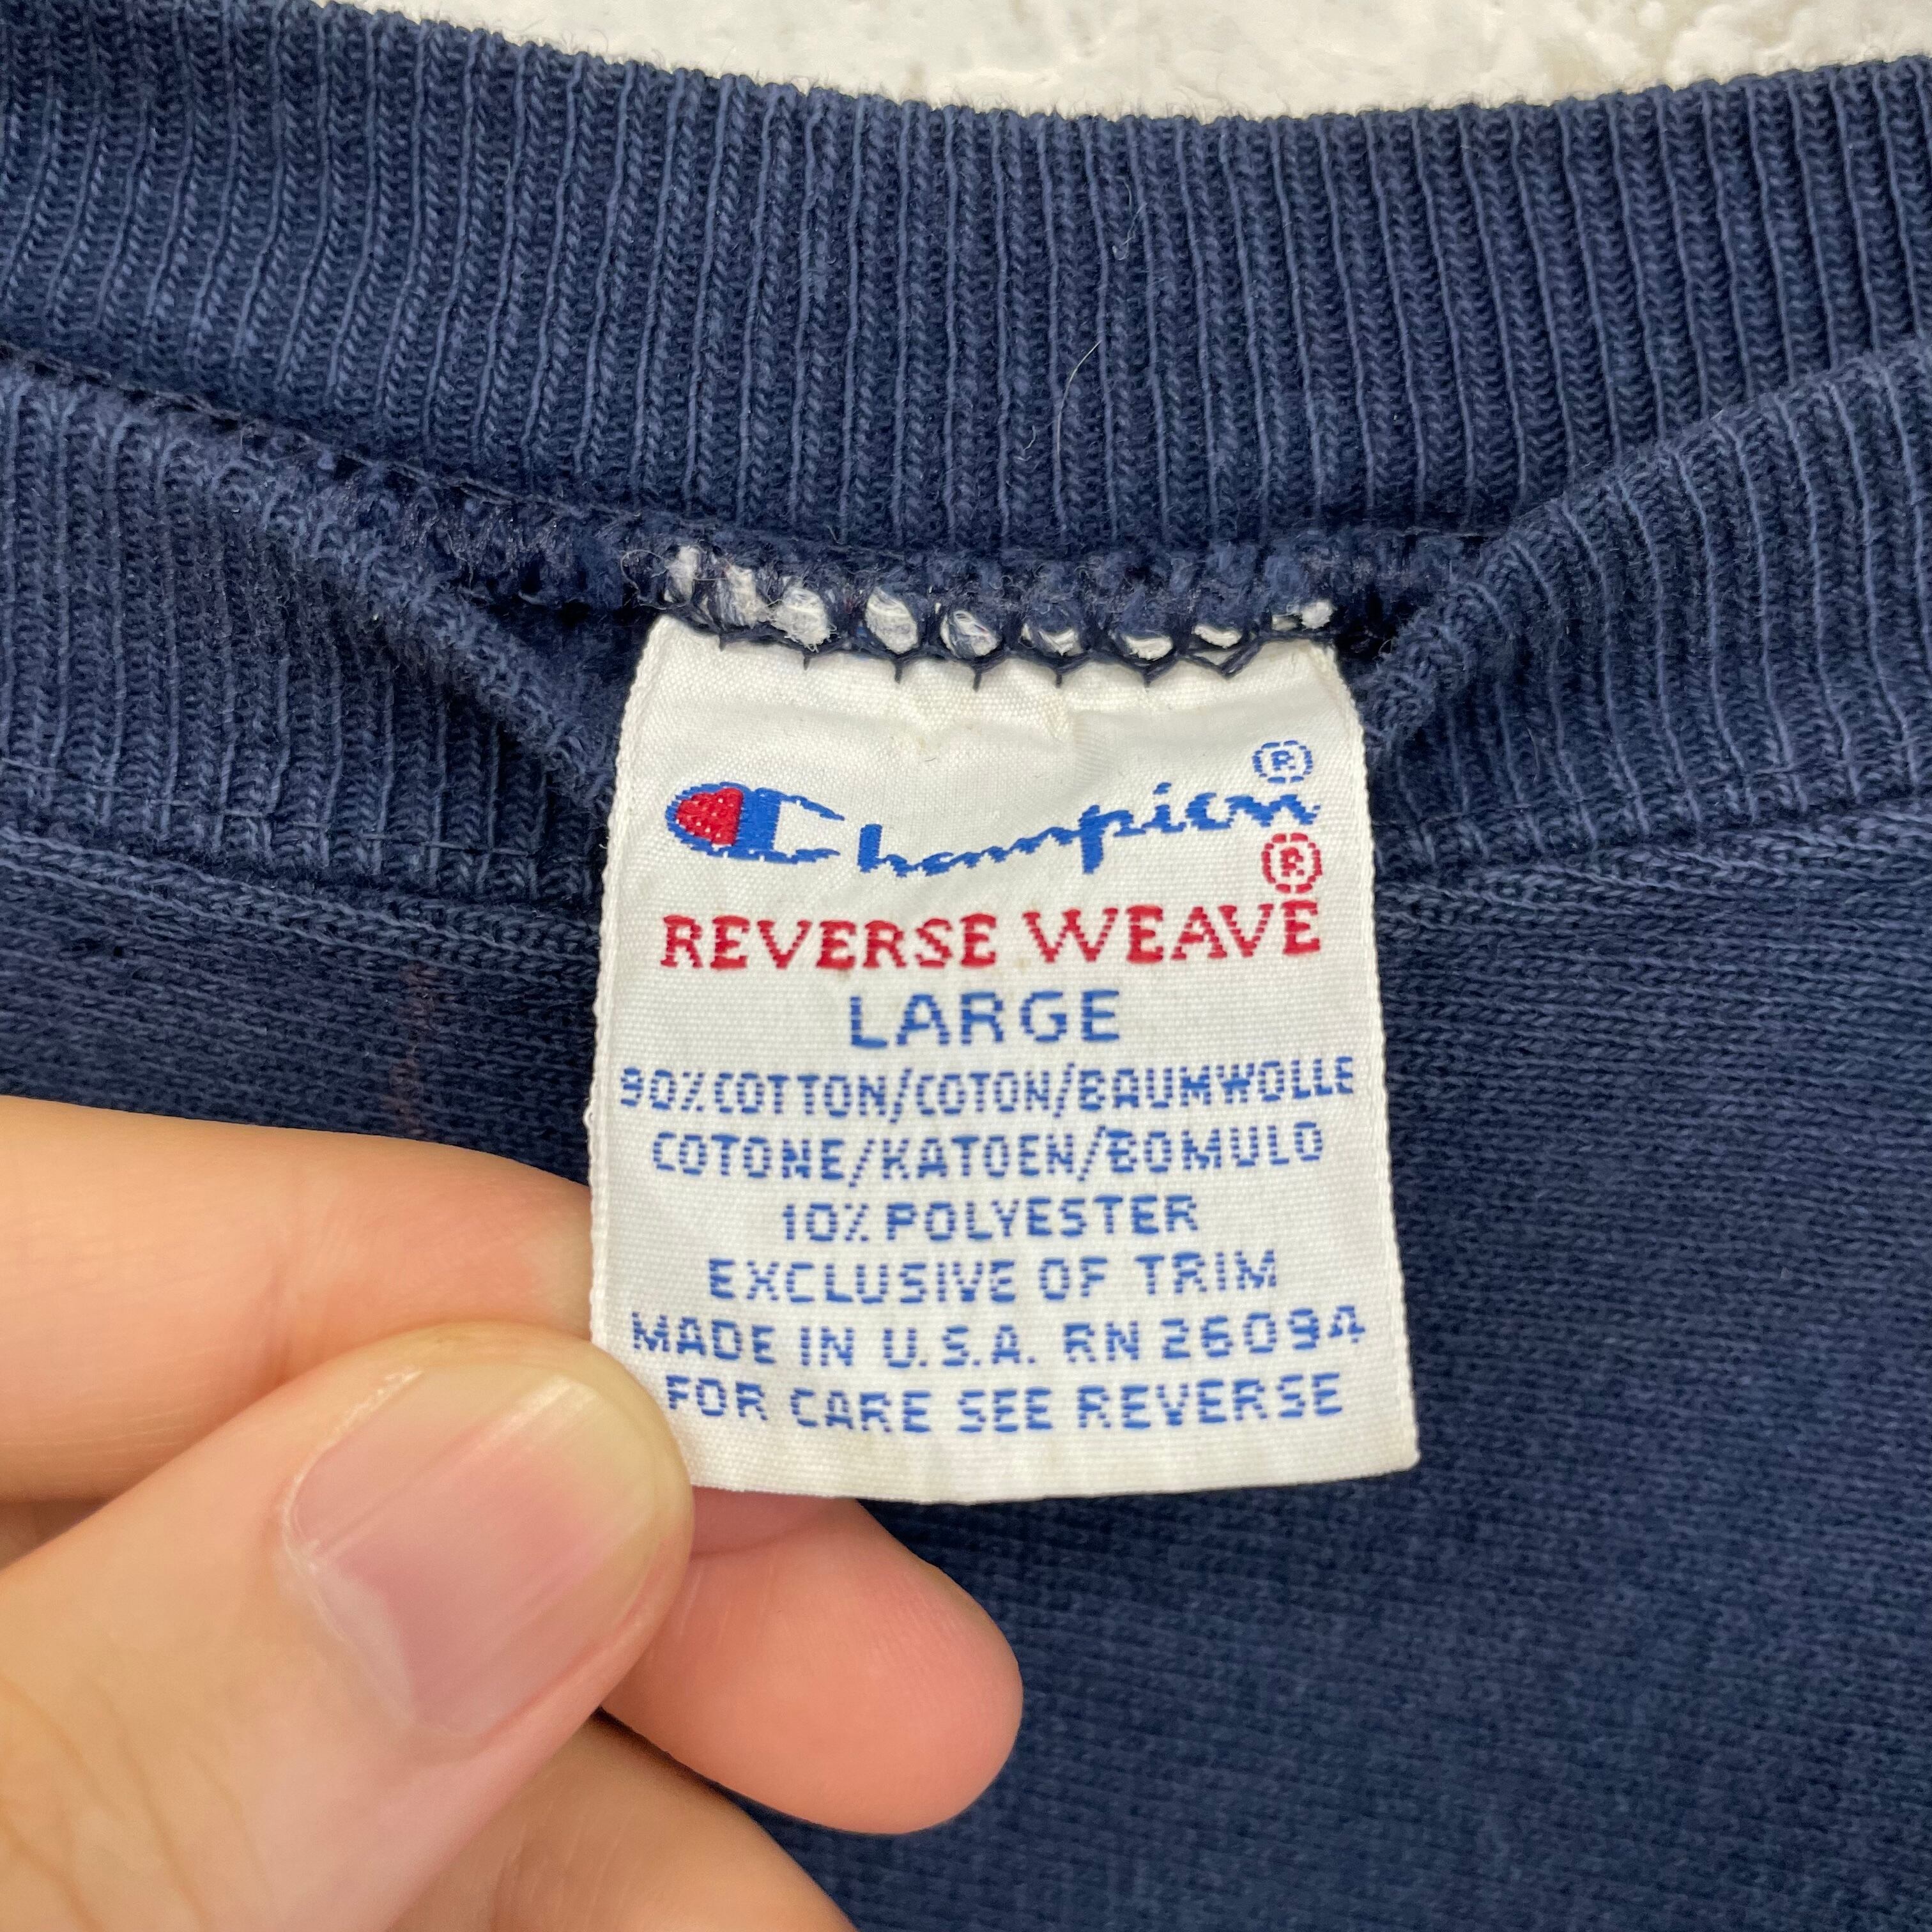 Champion®
REVERSE WEAVE®
LARGE
90% COTTON/COTON/BAUMWOLLE
COTONE/KATOEN/BOMULD
10% POLYESTER
EXCLUSIVE OF TRIM
MADE IN U.S.A. RN 26094
FOR CARE SEE REVERSE